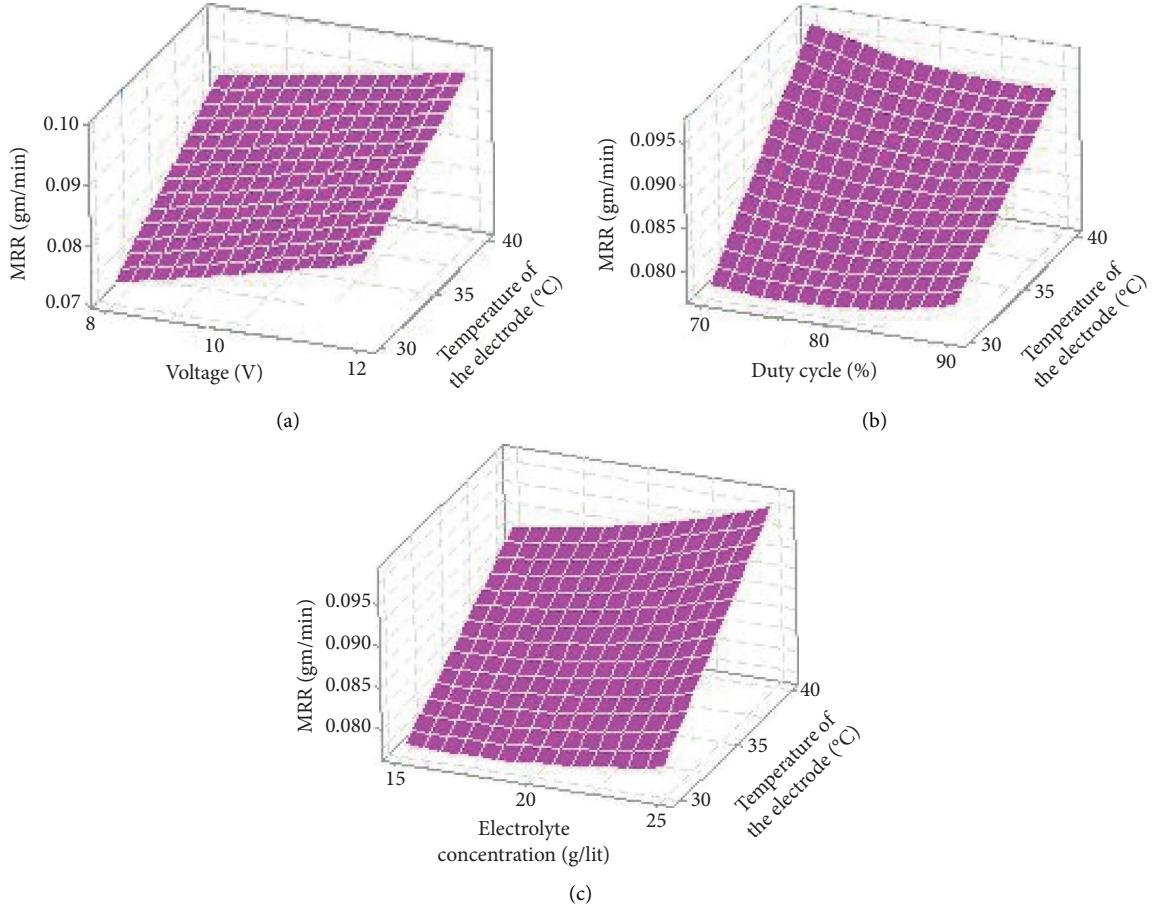 0.10
0.09
0.08
0.07
MRR (gm/min)
8
10
12
Voltage (V)
30
35
40
Temperature of
the electrode (°C)
(a)
0.095
0.090
0.085
0.080
MRR (gm/min)
70
80
90
Duty cycle (%)
30
35
40
Temperature of
the electrode (°C)
(b)
0.095
0.090
0.085
0.080
MRR (gm/min)
15
20
25
Electrolyte
concentration (g/lit)
30
35
40
Temperature of
the electrode (°C)
(c)